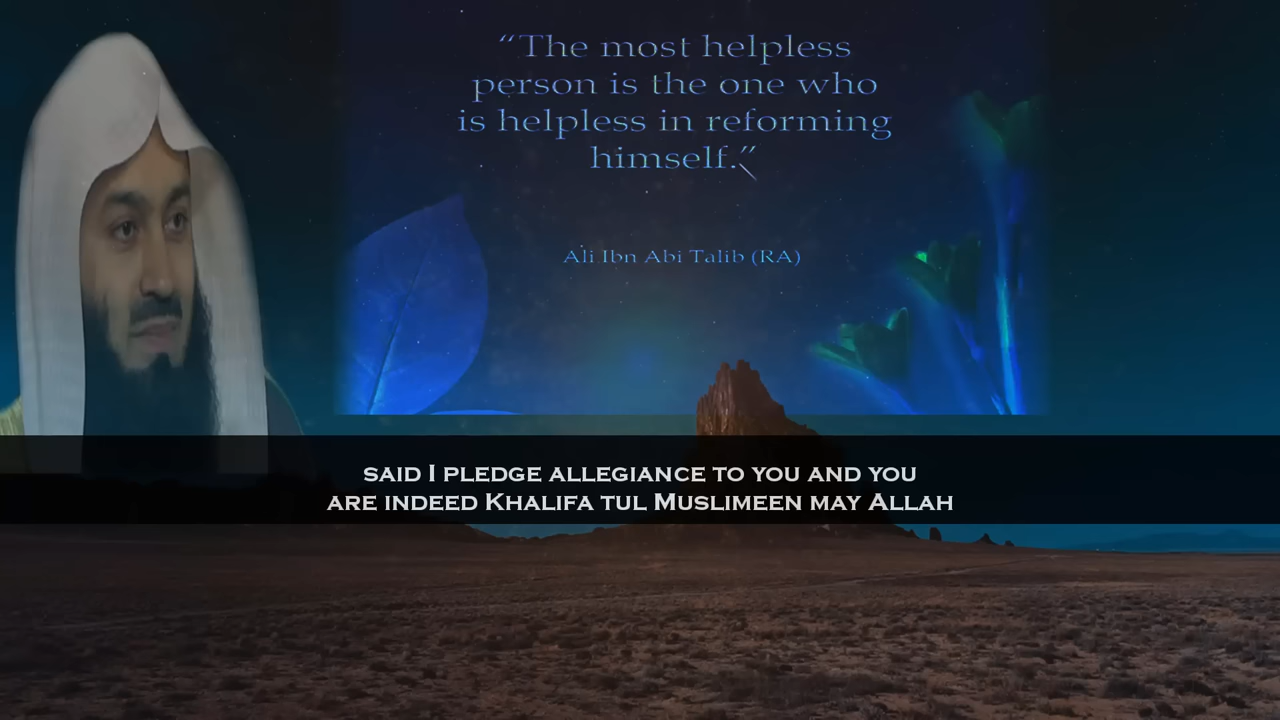 “The most helpless
person is the one who
is helpless in reforming
himself.”
Ali Ibn Abi Talib (RA)
SAID I PLEDGE ALLEGIANCE TO YOU AND YOU
ARE INDEED KHALIFA TUL MUSLIMEEN MAY ALLAH